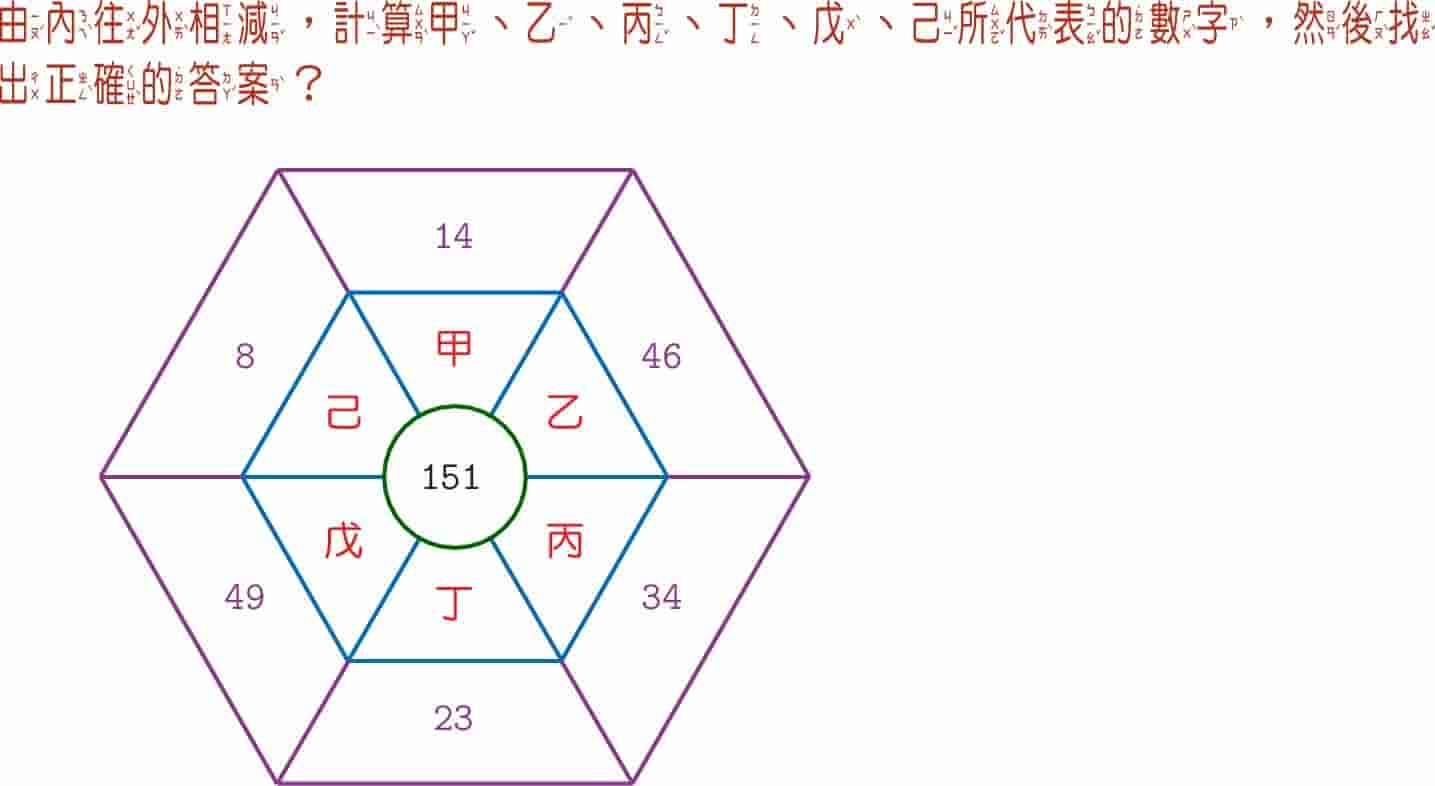 由內往外相減，計算甲、乙、丙、丁、戊、己所代表的數字，然後找
出正確的答案？
14
8
甲
46
己
乙
151
戊
丙
丁
49
34
23